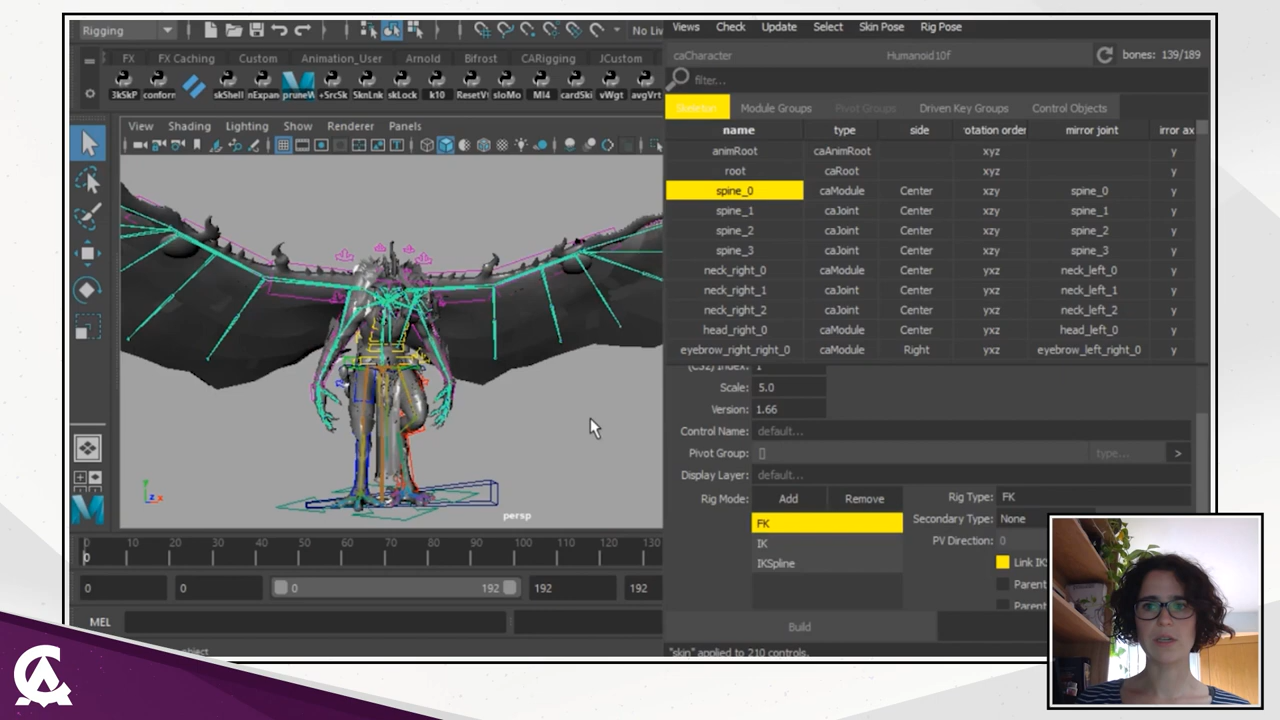 Rigging
No Liv
FX FX Caching Custom Animation_User Arnold Bifrost CARigging JCustom
3kSkP conforn skShell nExpan pruneW +SrcSk SknLnk skLock k10 ResetVi sloMo Ml4 cardSki vWgt avgVrt
View Shading Lighting Show Renderer Panels
persp
0 10 20 30 40 50 60 70 80 90 100 110 120 130
0
0 0 0 192 192 192
MEL
object
Views Check Update Select Skin Pose Rig Pose
caCharacter Humanoid10f bones: 139/189
filter...
Skeleton Module Groups Pivot Groups Driven Key Groups Control Objects
name type side otation order mirror joint irror ax
animRoot caAnimRoot xyz y
root caRoot xyz y
spine_0 caModule Center xzy spine_0 y
spine_1 caJoint Center xzy spine_1 y
spine_2 caJoint Center xzy spine_2 y
spine_3 caJoint Center xzy spine_3 y
neck_right_0 caModule Center yxz neck_left_0 y
neck_right_1 caJoint Center yxz neck_left_1 y
neck_right_2 caJoint Center yxz neck_left_2 y
head_right_0 caModule Center yxz head_left_0 y
eyebrow_right_right_0 caModule Right yxz eyebrow_left_right_0 y
(CS2) Index: 1
Scale: 5.0
Version: 1.66
Control Name: default...
Pivot Group: [] type... >
Display Layer: default...
Rig Mode: Add Remove Rig Type: FK
FK Secondary Type: None
IK PV Direction: 0
IKSpline Link IK
Parent
Parent
Build
"skin" applied to 210 controls.